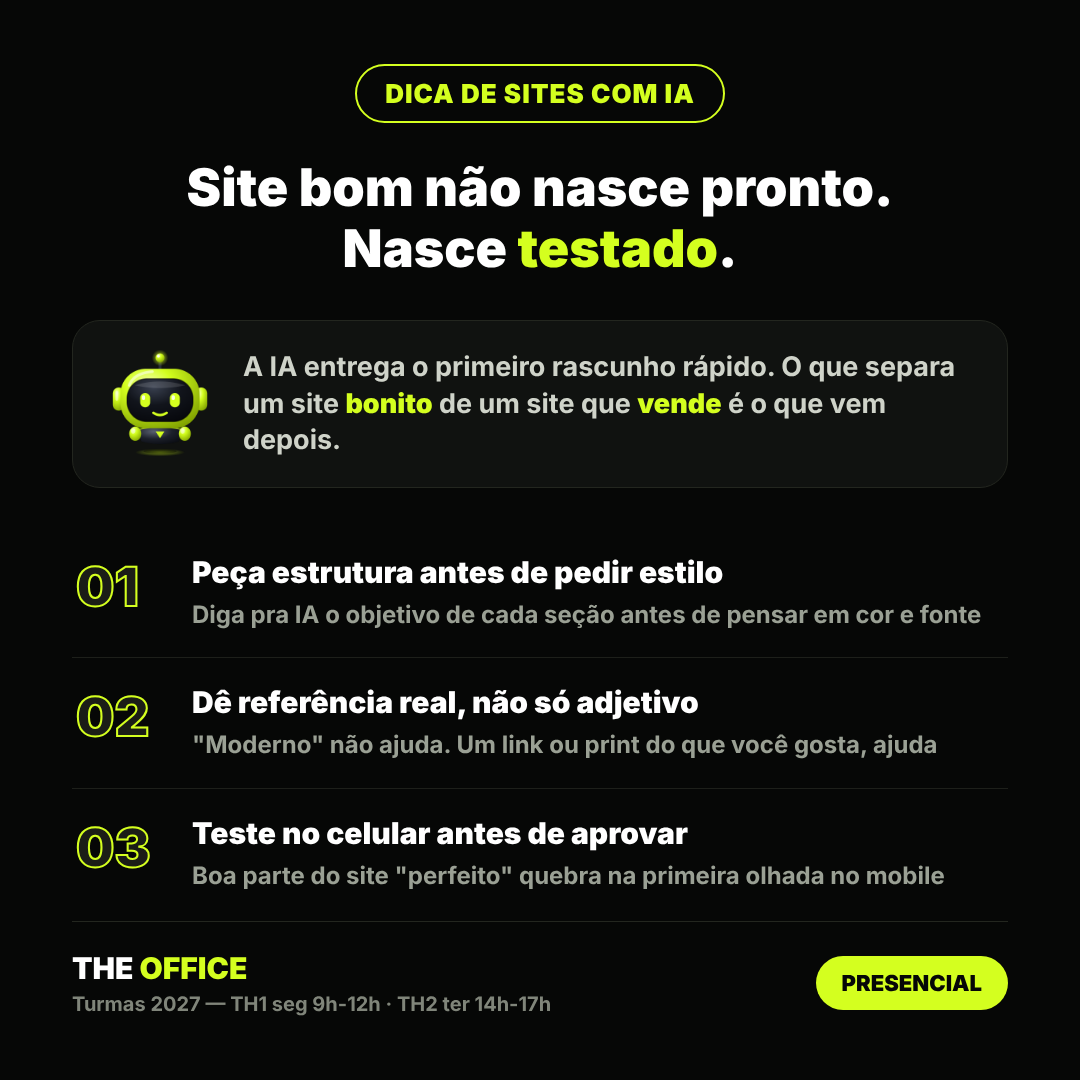 DICA DE SITES COM IA
Site bom não nasce pronto.
Nasce testado.
A IA entrega o primeiro rascunho rápido. O que separa
um site bonito de um site que vende é o que vem
depois.
01
Peça estrutura antes de pedir estilo
Diga pra IA o objetivo de cada seção antes de pensar em cor e fonte
02
Dê referência real, não só adjetivo
"Moderno" não ajuda. Um link ou print do que você gosta, ajuda
03
Teste no celular antes de aprovar
Boa parte do site "perfeito" quebra na primeira olhada no mobile
THE OFFICE
Turmas 2027 — TH1 seg 9h-12h · TH2 ter 14h-17h
PRESENCIAL